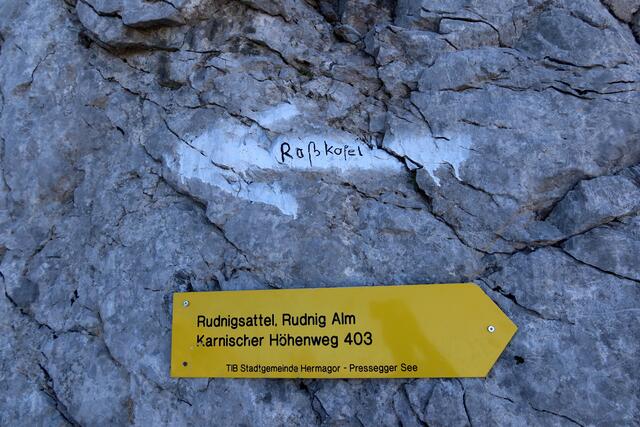 Roßkofel
Rudnigsattel, Rudnig Alm
Karnischer Höhenweg 403
TIB Stadtgemeinde Hermagor - Pressegger See